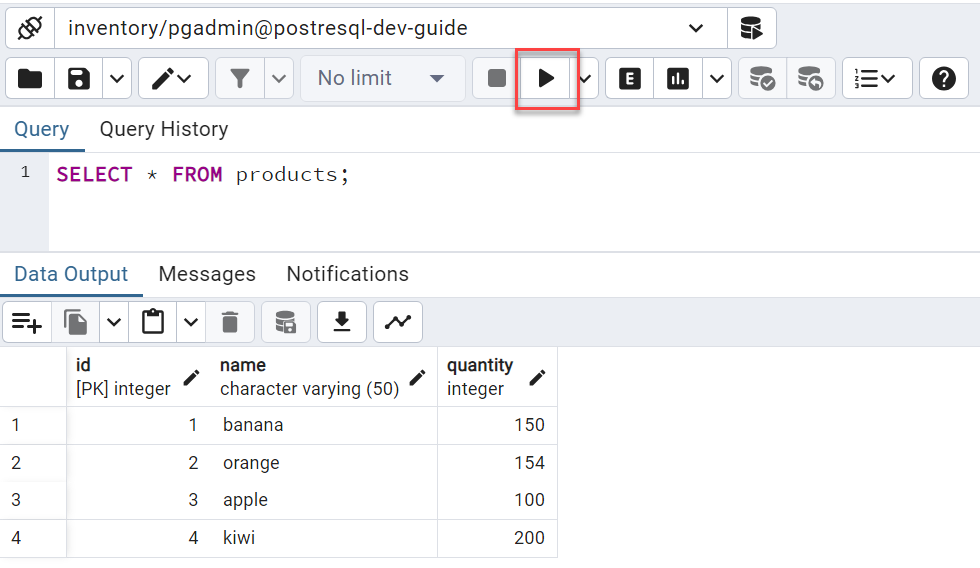 inventory/pgadmin@postresql-dev-guide
No limit
E
Query Query History
1 SELECT * FROM products;
Data Output Messages Notifications
id name quantity
[PK] integer character varying (50) integer
1 1 banana 150
2 2 orange 154
3 3 apple 100
4 4 kiwi 200